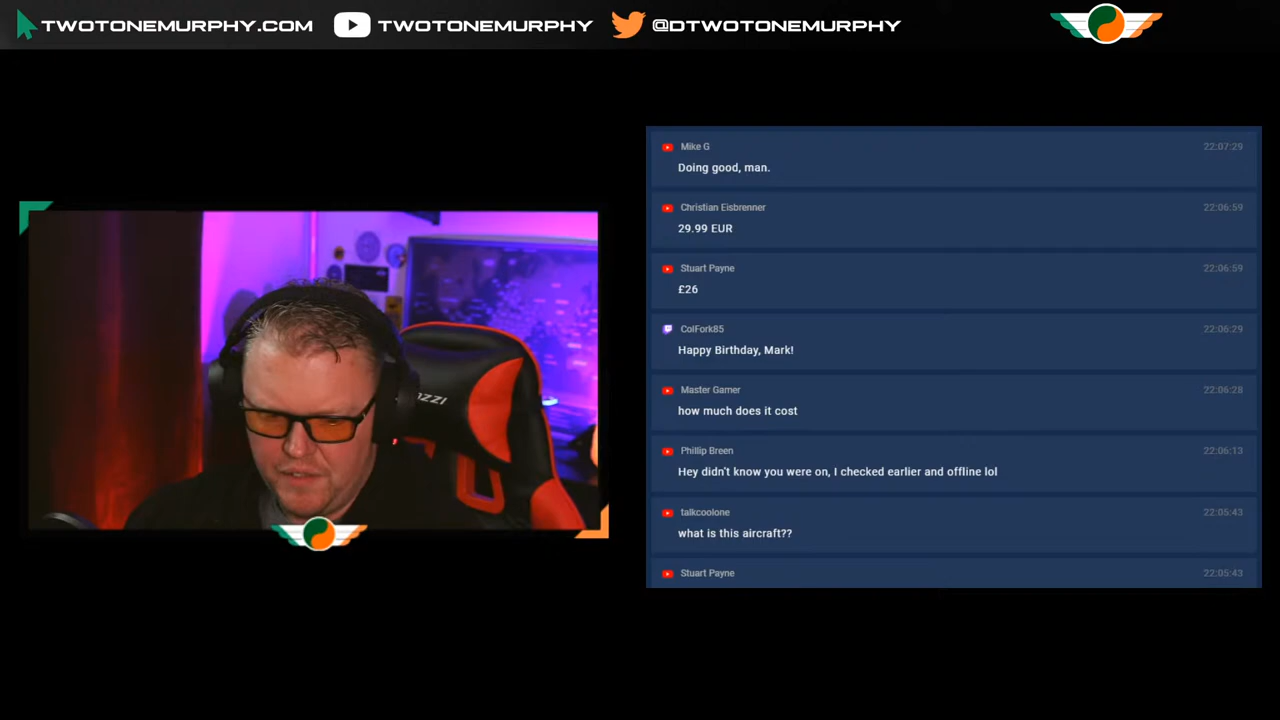 TWOTONEMURPHY.COM TWOTONEMURPHY @DTWOTONEMURPHY
Mike G 22:07:29
Doing good, man.
Christian Eisbrenner 22:06:59
29.99 EUR
Stuart Payne 22:06:59
£26
ColFork85 22:06:29
Happy Birthday, Mark!
Master Gamer 22:06:28
how much does it cost
Phillip Breen 22:06:13
Hey didn't know you were on, I checked earlier and offline lol
talkcoolone 22:05:43
what is this aircraft??
Stuart Payne 22:05:43